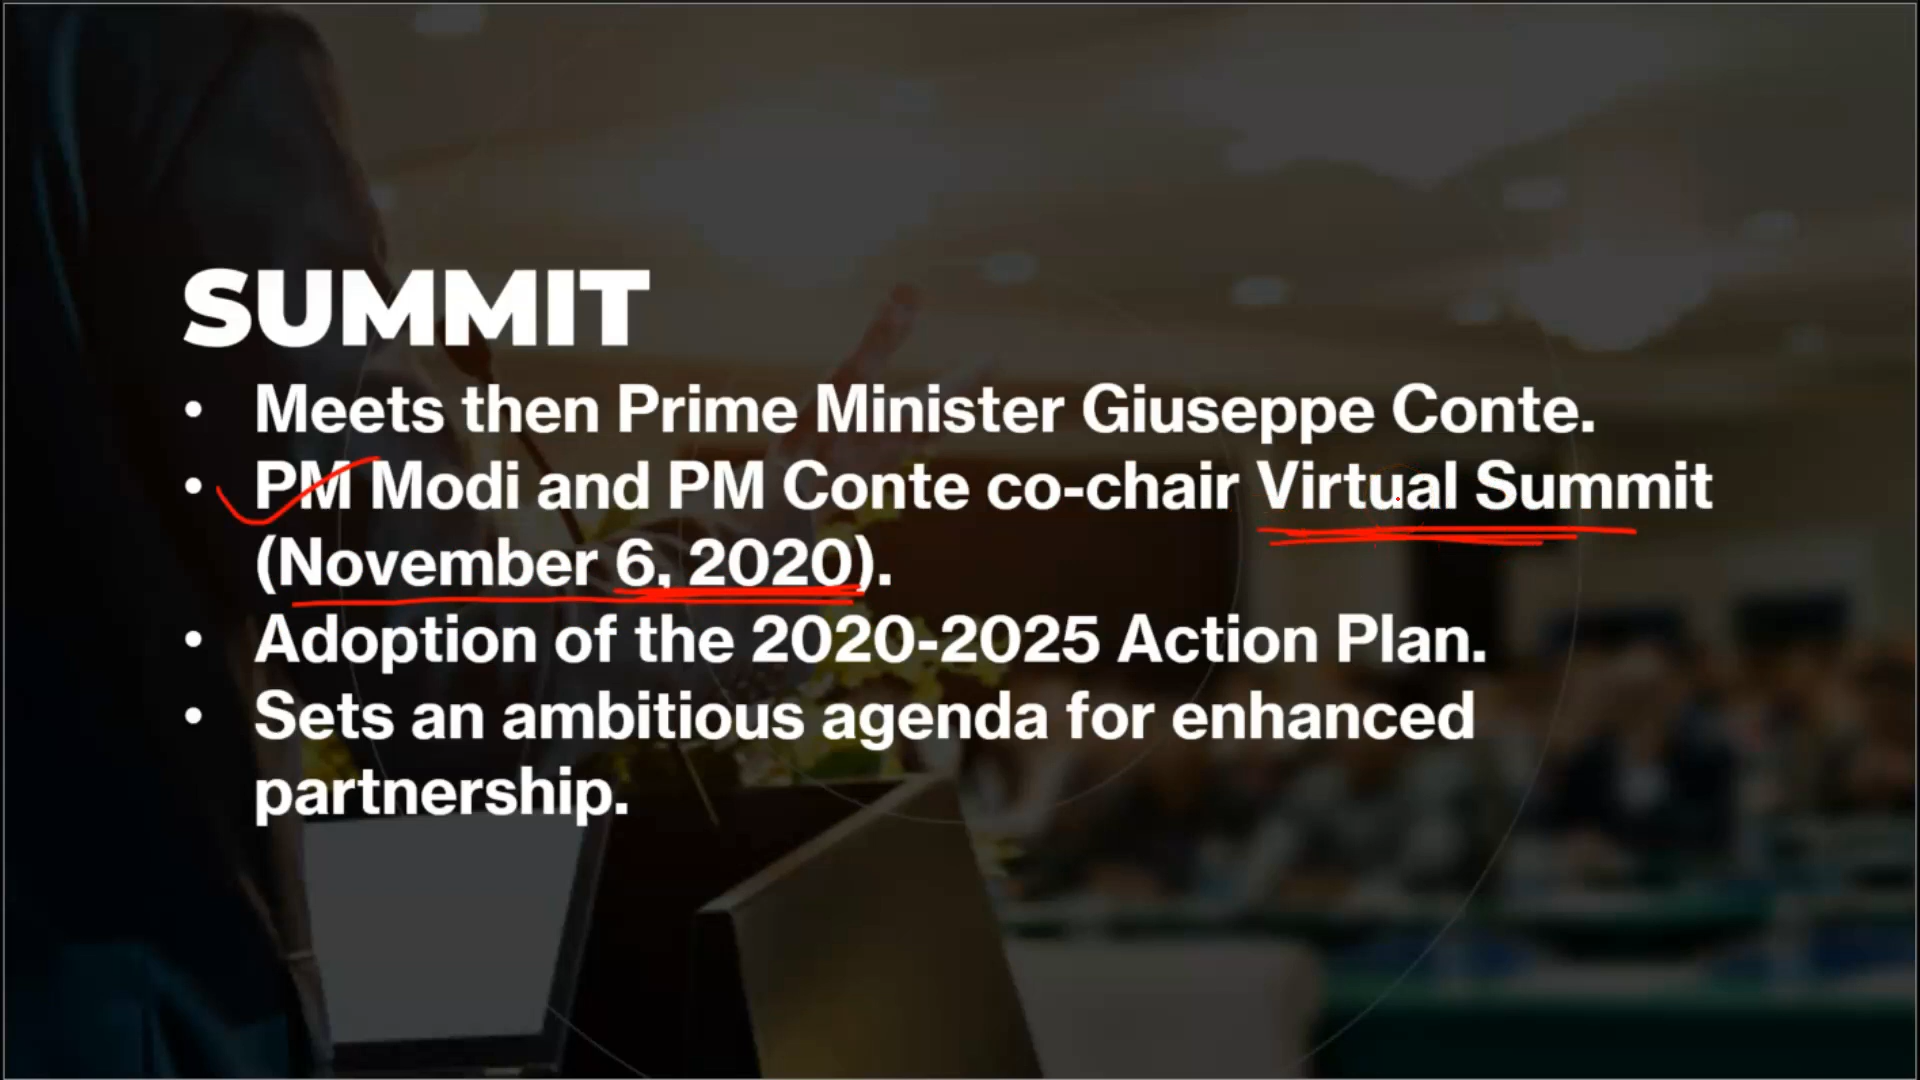 SUMMIT
• Meets then Prime Minister Giuseppe Conte.
• PM Modi and PM Conte co-chair Virtual Summit
(November 6, 2020).
• Adoption of the 2020-2025 Action Plan.
• Sets an ambitious agenda for enhanced
partnership.